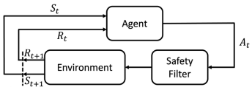 S_t
Agent
R_t
A_t
R_{t+1}
Environment
Safety
Filter
S_{t+1}